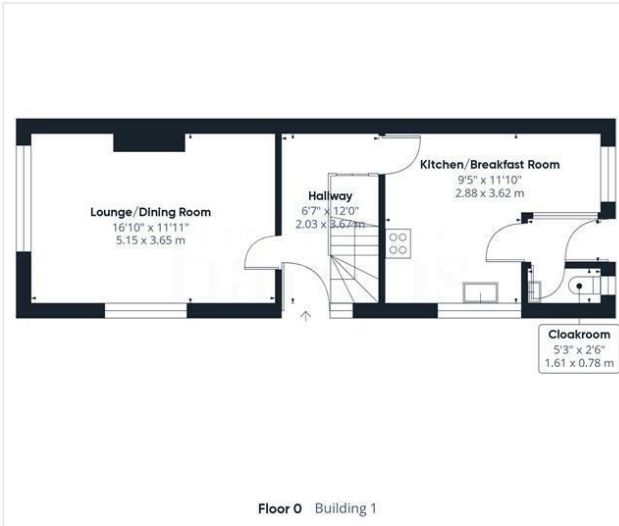 Lounge/Dining Room
16'10" x 11'11"
5.15 x 3.65 m
Hallway
6'7" x 12'0"
2.03 x 3.67 m
Kitchen/Breakfast Room
9'5" x 11'10"
2.88 x 3.62 m
Cloakroom
5'3" x 2'6"
1.61 x 0.78 m
Floor 0 Building 1